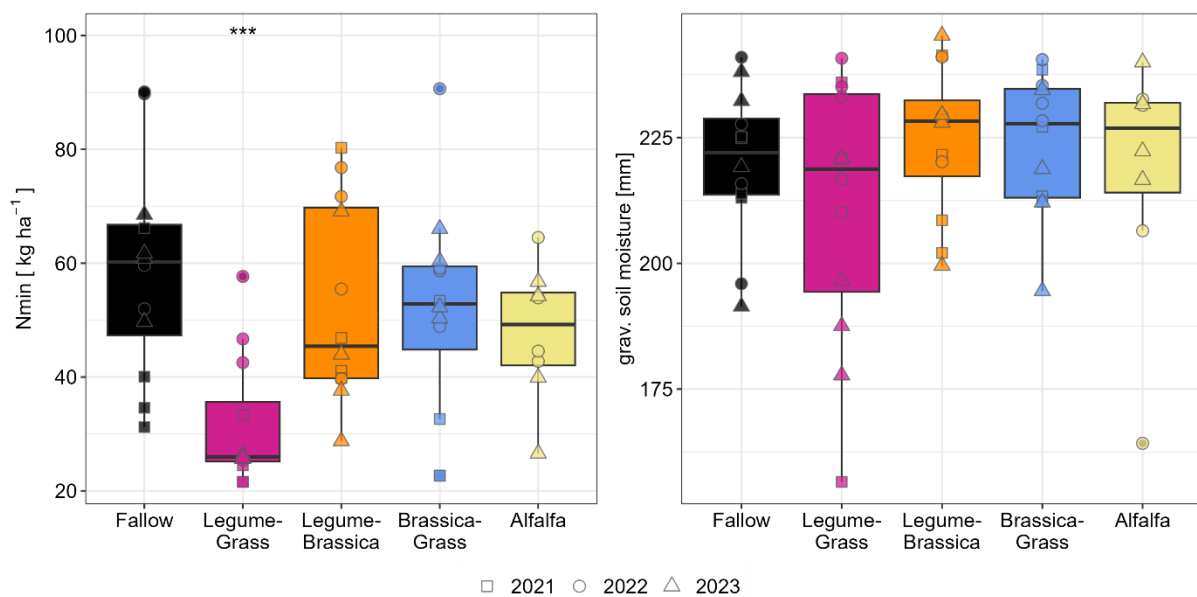 Nmin [ kg ha⁻¹ ]
100
80
60
40
20
***
Fallow
Legume-
Grass
Legume-
Brassica
Brassica-
Grass
Alfalfa
grav. soil moisture [mm]
225
200
175
Fallow
Legume-
Grass
Legume-
Brassica
Brassica-
Grass
Alfalfa
2021 2022 2023